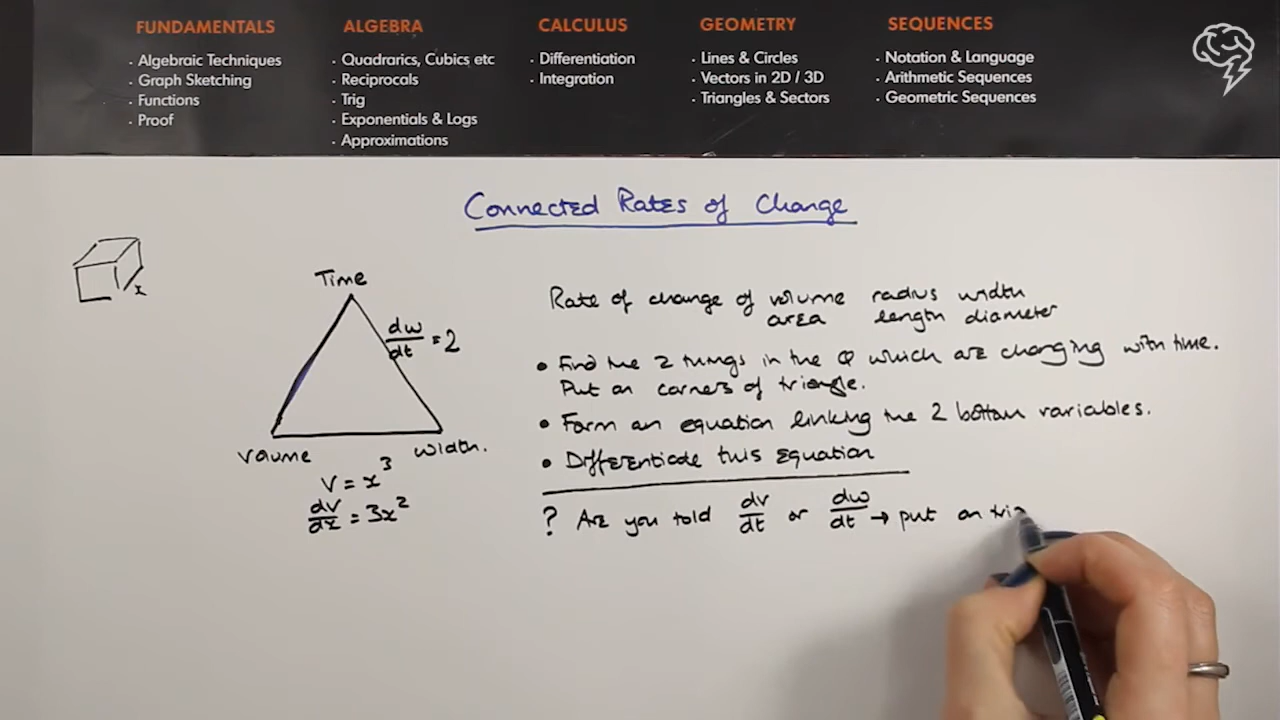 FUNDAMENTALS
· Algebraic Techniques
· Graph Sketching
· Functions
· Proof
ALGEBRA
· Quadrarics, Cubics etc
· Reciprocals
· Trig
· Exponentials & Logs
· Approximations
CALCULUS
· Differentiation
· Integration
GEOMETRY
· Lines & Circles
· Vectors in 2D / 3D
· Triangles & Sectors
SEQUENCES
· Notation & Language
· Arithmetic Sequences
· Geometric Sequences
Connected Rates of Change
x
Time
dw/dt = 2
Volume
width.
V = x³
dv/dx = 3x²
Rate of change of volume radius width
area length diameter
• Find the 2 things in the Q which are changing with time.
Put on corners of triangle.
• Form an equation linking the 2 bottom variables.
• Differentiate this equation
? Are you told dv/dt or dw/dt → put on tri